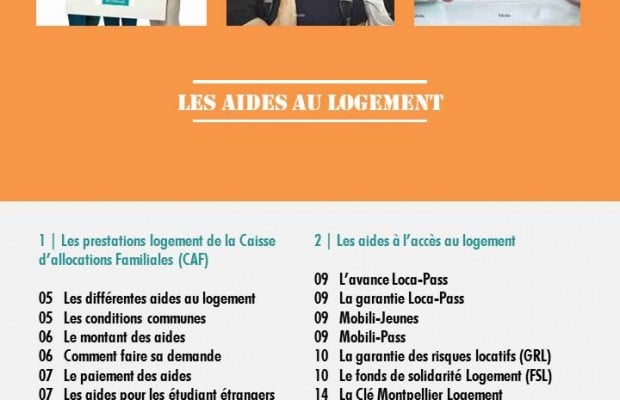 LES AIDES AU LOGEMENT
1 | Les prestations logement de la Caisse
d'allocations Familiales (CAF)
05 Les différentes aides au logement
05 Les conditions communes
06 Le montant des aides
06 Comment faire sa demande
07 Le paiement des aides
07 Les aides pour les étudiant étrangers
2 | Les aides à l'accès au logement
09 L'avance Loca-Pass
09 La garantie Loca-Pass
09 Mobili-Jeunes
09 Mobili-Pass
10 La garantie des risques locatifs (GRL)
10 Le fonds de solidarité Logement (FSL)
14 La Clé Montpellier Logement